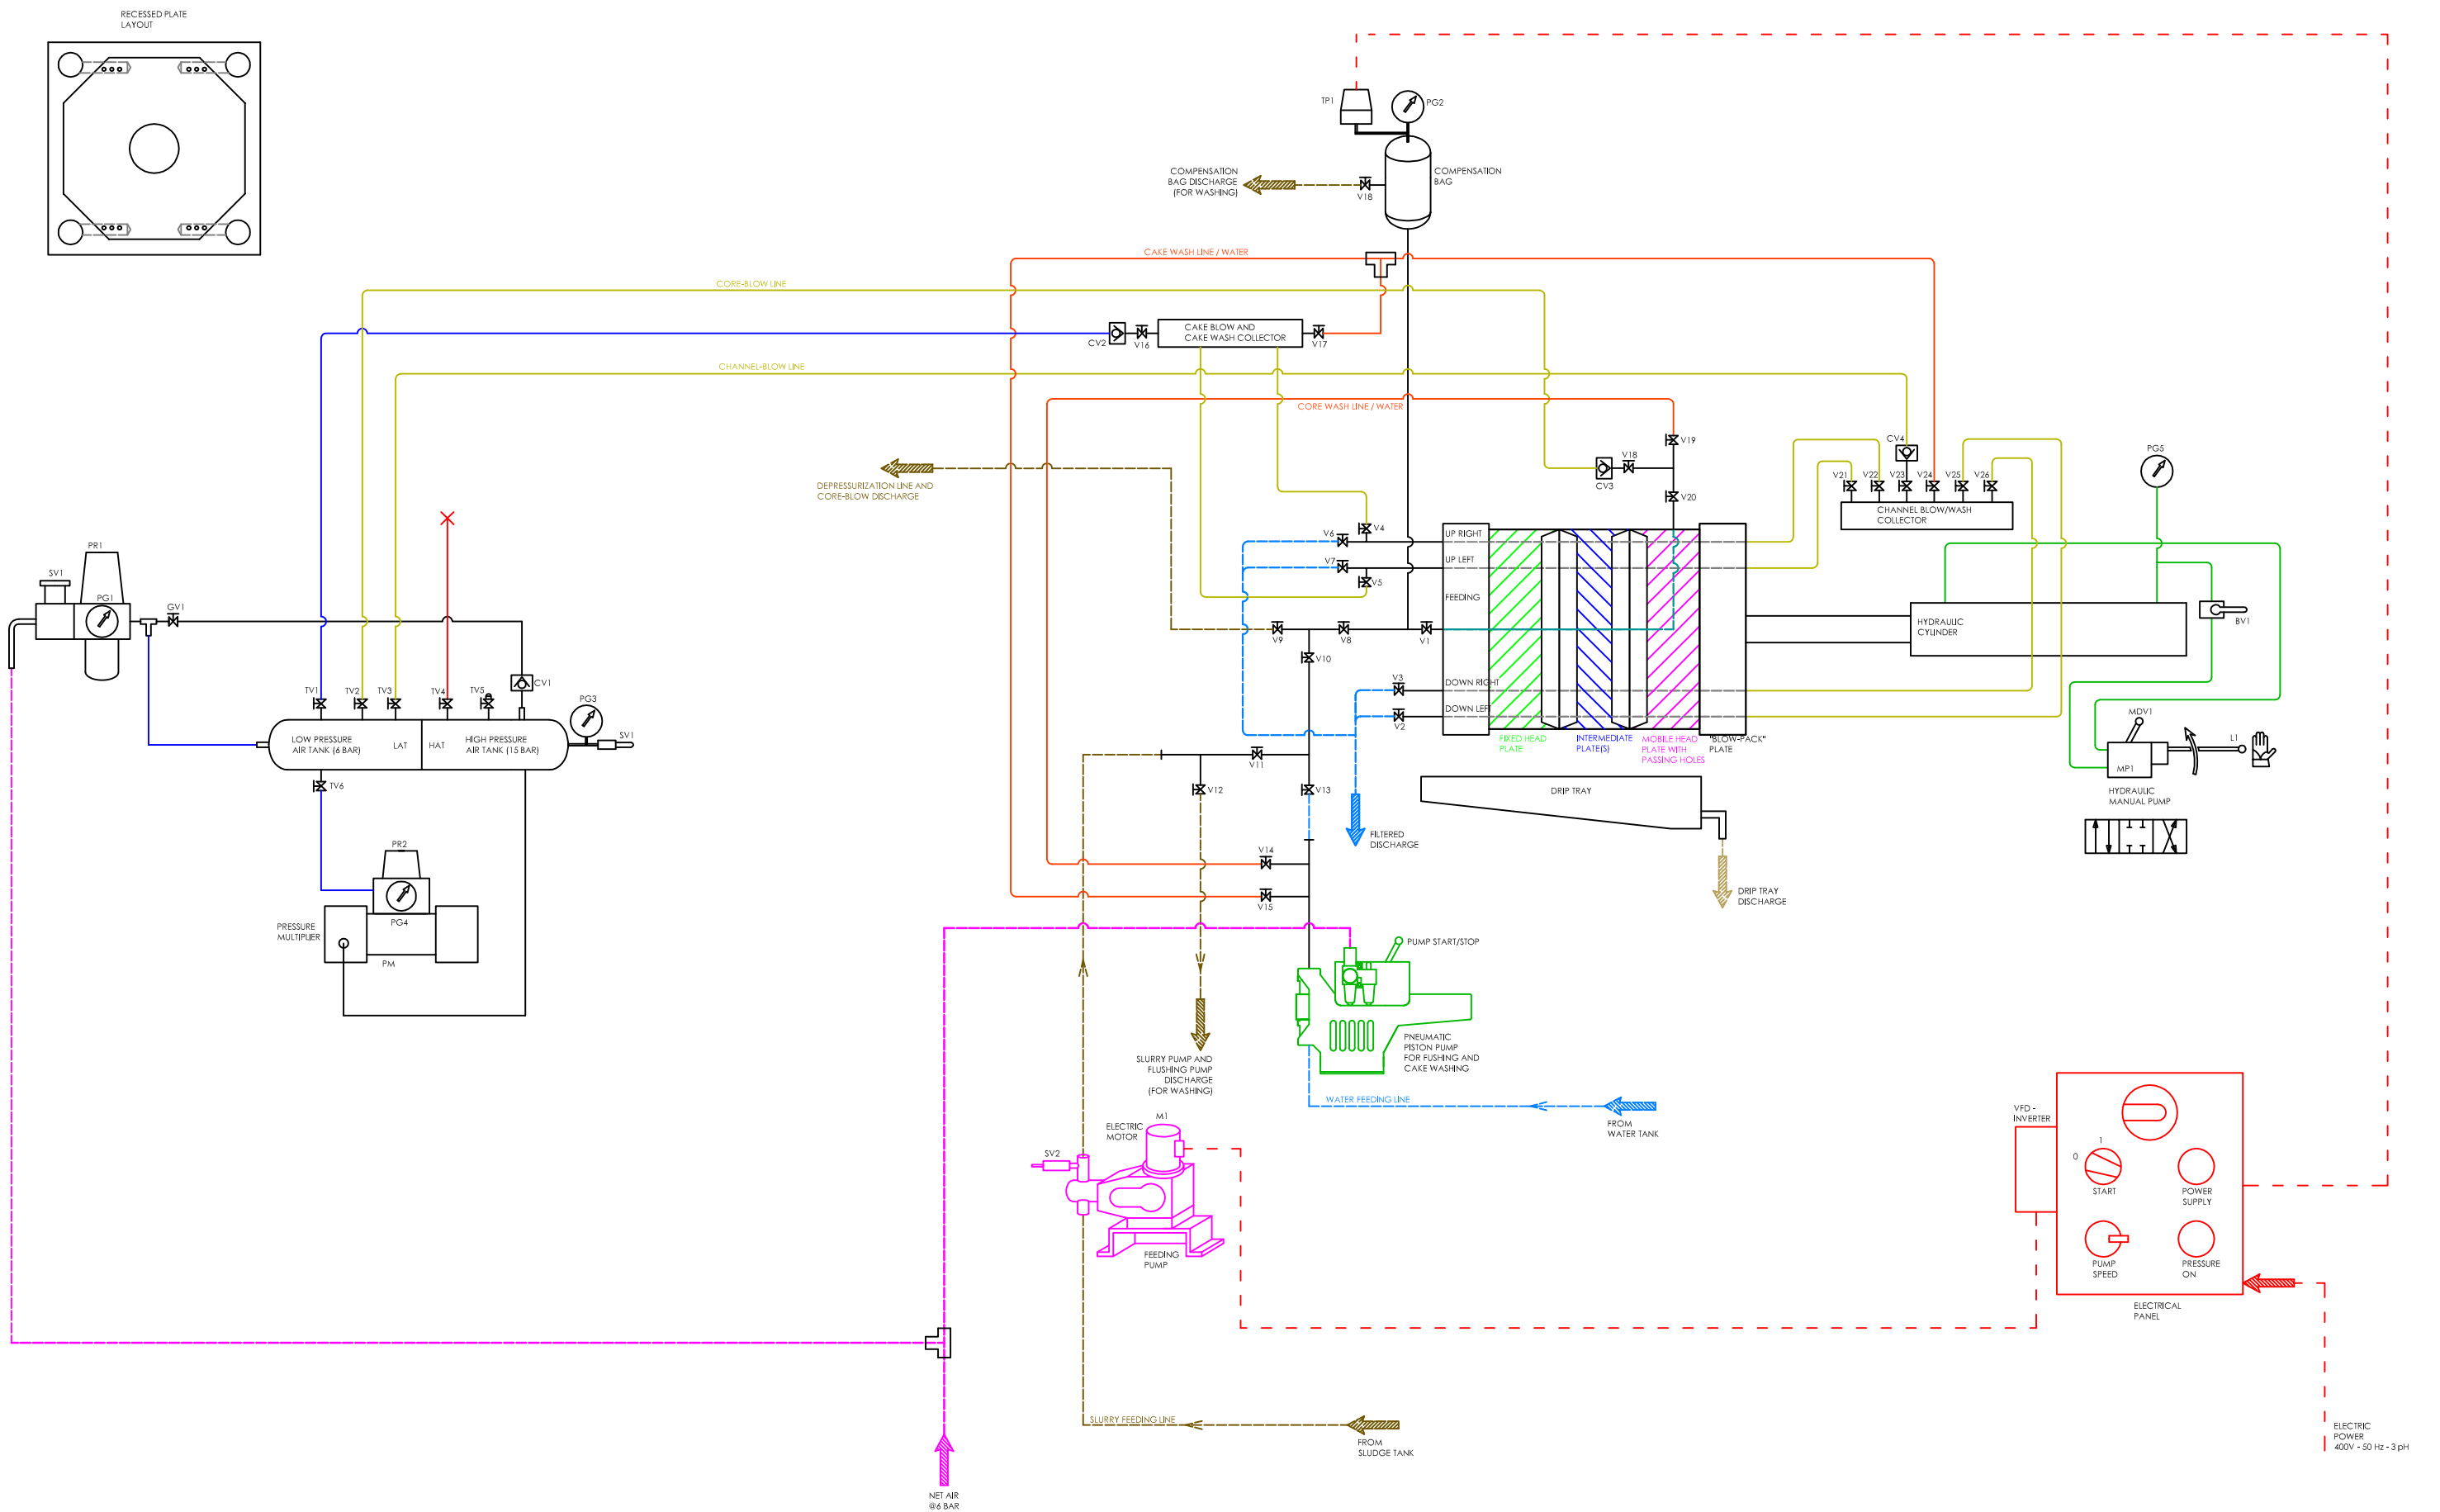 RECESSED PLATE
LAYOUT
TP1
PG2
COMPENSATION
BAG DISCHARGE
(FOR WASHING)
V18
COMPENSATION
BAG
CAKE WASH LINE / WATER
CORE-BLOW LINE
CAKE BLOW AND
CAKE WASH COLLECTOR
CV2
V16
V17
CHANNEL-BLOW LINE
CORE WASH LINE / WATER
V19
V18
CV3
V20
CV4
PG5
V21
V22
V23
V24
V25
V26
CHANNEL BLOW/WASH
COLLECTOR
DEPRESSURIZATION LINE AND
CORE-BLOW DISCHARGE
V6
V4
V7
V5
UP RIGHT
UP LEFT
FEEDING
DOWN RIGHT
DOWN LEFT
V9
V8
V1
V10
V3
V2
PR1
SV1
PG1
GV1
HYDRAULIC
CYLINDER
BV1
TV1
TV2
TV3
TV4
TV5
CV1
PG3
SV1
LOW PRESSURE
AIR TANK (6 BAR)
LAT
HAT
HIGH PRESSURE
AIR TANK (15 BAR)
TV6
FIXED HEAD
PLATE
INTERMEDIATE
PLATE(S)
MOBILE HEAD
PLATE WITH
PASSING HOLES
"BLOW-PACK"
PLATE
MDV1
L1
MP1
HYDRAULIC
MANUAL PUMP
V11
V12
V13
DRIP TRAY
FILTERED
DISCHARGE
V14
V15
DRIP TRAY
DISCHARGE
PR2
PG4
PRESSURE
MULTIPLIER
PM
PUMP START/STOP
PNEUMATIC
PISTON PUMP
FOR FUSHING AND
CAKE WASHING
SLURRY PUMP AND
FLUSHING PUMP
DISCHARGE
(FOR WASHING)
WATER FEEDING LINE
FROM
WATER TANK
M1
ELECTRIC
MOTOR
SV2
FEEDING
PUMP
VFD -
INVERTER
1
0
START
POWER
SUPPLY
PUMP
SPEED
PRESSURE
ON
ELECTRICAL
PANEL
SLURRY FEEDING LINE
FROM
SLUDGE TANK
ELECTRIC
POWER
400V - 50 Hz - 3 pH
NET AIR
@6 BAR